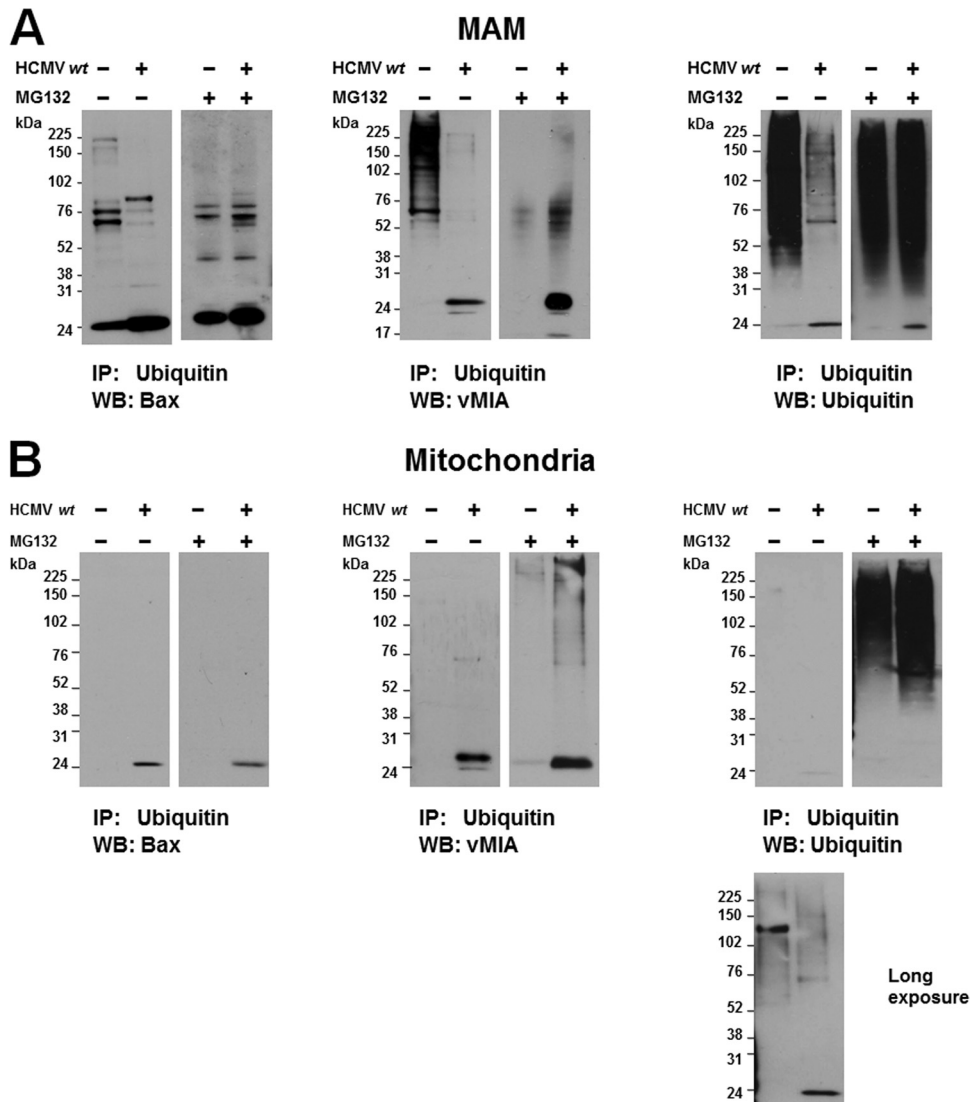 A
MAM
HCMV wt – + – +
MG132 – – + +
kDa
225
150
102
76
52
38
31
24
IP: Ubiquitin
WB: Bax
HCMV wt – + – +
MG132 – – + +
kDa
225
150
102
76
52
38
31
24
17
IP: Ubiquitin
WB: vMIA
HCMV wt – + – +
MG132 – – + +
kDa
225
150
102
76
52
38
31
24
IP: Ubiquitin
WB: Ubiquitin
B
Mitochondria
HCMV wt – + – +
MG132 – – + +
kDa
225
150
102
76
52
38
31
24
IP: Ubiquitin
WB: Bax
HCMV wt – + – +
MG132 – – + +
kDa
225
150
102
76
52
38
31
24
IP: Ubiquitin
WB: vMIA
HCMV wt – + – +
MG132 – – + +
kDa
225
150
102
76
52
38
31
24
IP: Ubiquitin
WB: Ubiquitin
225
150
102
76
52
38
31
24
Long
exposure